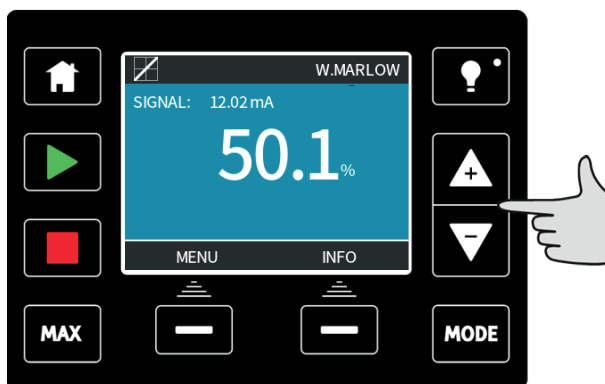 W.MARLOW
SIGNAL: 12.02 mA
50.1%
MENU INFO
MAX
MODE